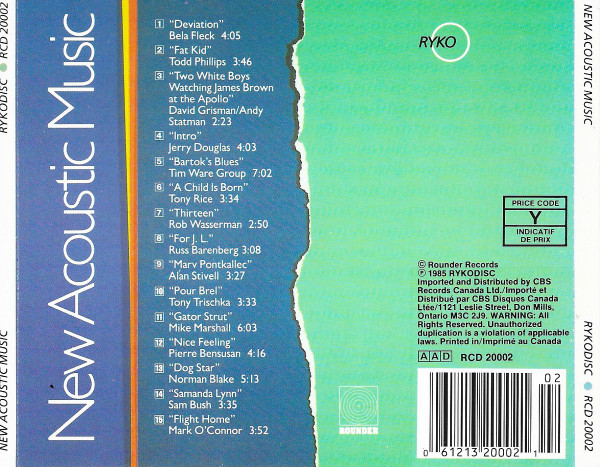 RYKODISC ● RCD 20002
NEW ACOUSTIC MUSIC
New Acoustic Music
1 "Deviation"
Bela Fleck 4:05
2 "Fat Kid"
Todd Phillips 3:46
3 "Two White Boys
Watching James Brown
at the Apollo"
David Grisman/Andy
Statman 2:23
4 "Intro"
Jerry Douglas 4:03
5 "Bartok's Blues"
Tim Ware Group 7:02
6 "A Child Is Born"
Tony Rice 3:34
7 "Thirteen"
Rob Wasserman 2:50
8 "For J. L."
Russ Barenberg 3:08
9 "Marv Pontkallec"
Alan Stivell 3:27
10 "Pour Brel"
Tony Trischka 3:33
11 "Gator Strut"
Mike Marshall 6:03
12 "Nice Feeling"
Pierre Bensusan 4:16
13 "Dog Star"
Norman Blake 5:13
14 "Samanda Lynn"
Sam Bush 3:35
15 "Flight Home"
Mark O'Connor 3:52
RYKO
PRICE CODE
Y
INDICATIF
DE PRIX
© Rounder Records
℗ 1985 RYKODISC
Imported and Distributed by CBS
Records Canada Ltd./Importé et
Distribué par CBS Disques Canada
Ltée/1121 Leslie Street, Don Mills,
Ontario M3C 2J9. WARNING: All
Rights Reserved. Unauthorized
duplication is a violation of applicable
laws. Printed in/Imprimé au Canada
AAD RCD 20002
02
0 61213 20002 1
ROUNDER
NEW ACOUSTIC MUSIC
RYKODISC ● RCD 20002